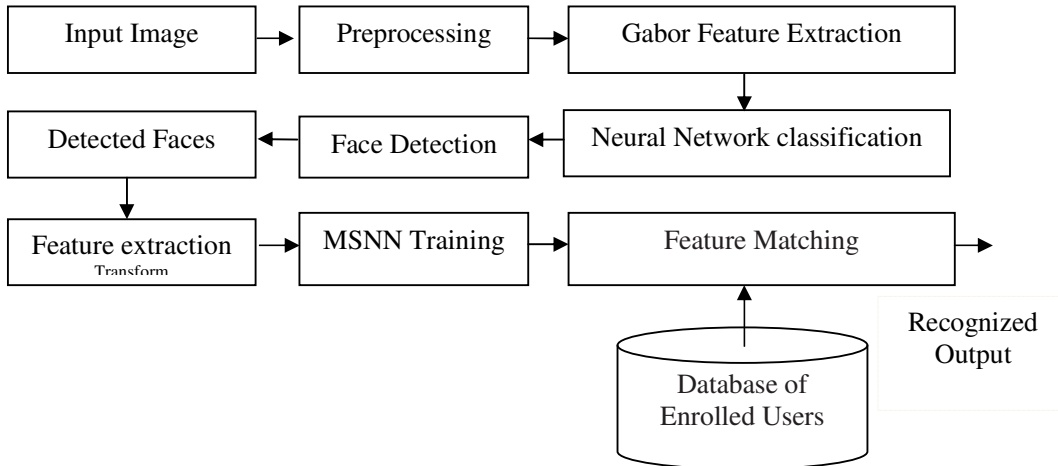 Input Image
Preprocessing
Gabor Feature Extraction
Detected Faces
Face Detection
Neural Network classification
Feature extraction
Transform
MSNN Training
Feature Matching
Recognized
Output
Database of
Enrolled Users